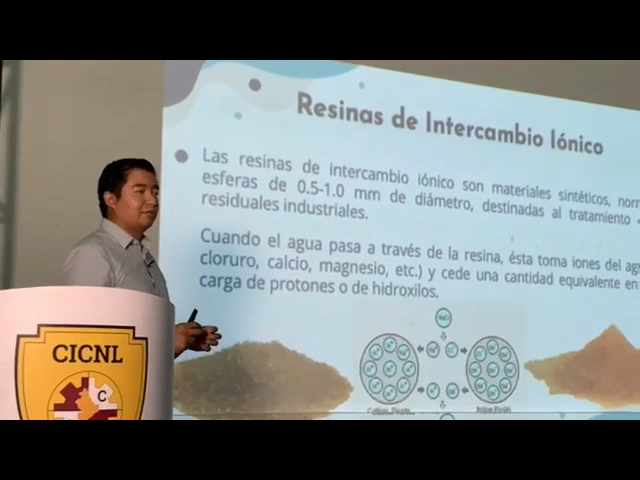 Resinas de Intercambio Iónico
Las resinas de intercambio iónico son materiales sintéticos,
esferas de 0.5-1.0 mm de diámetro, destinadas al tratamiento
residuales industriales.
Cuando el agua pasa a través de la resina, ésta toma iones del
cloruro, calcio, magnesio, etc.) y cede una cantidad equivalente en
carga de protones o de hidroxilos.
CICNL
C